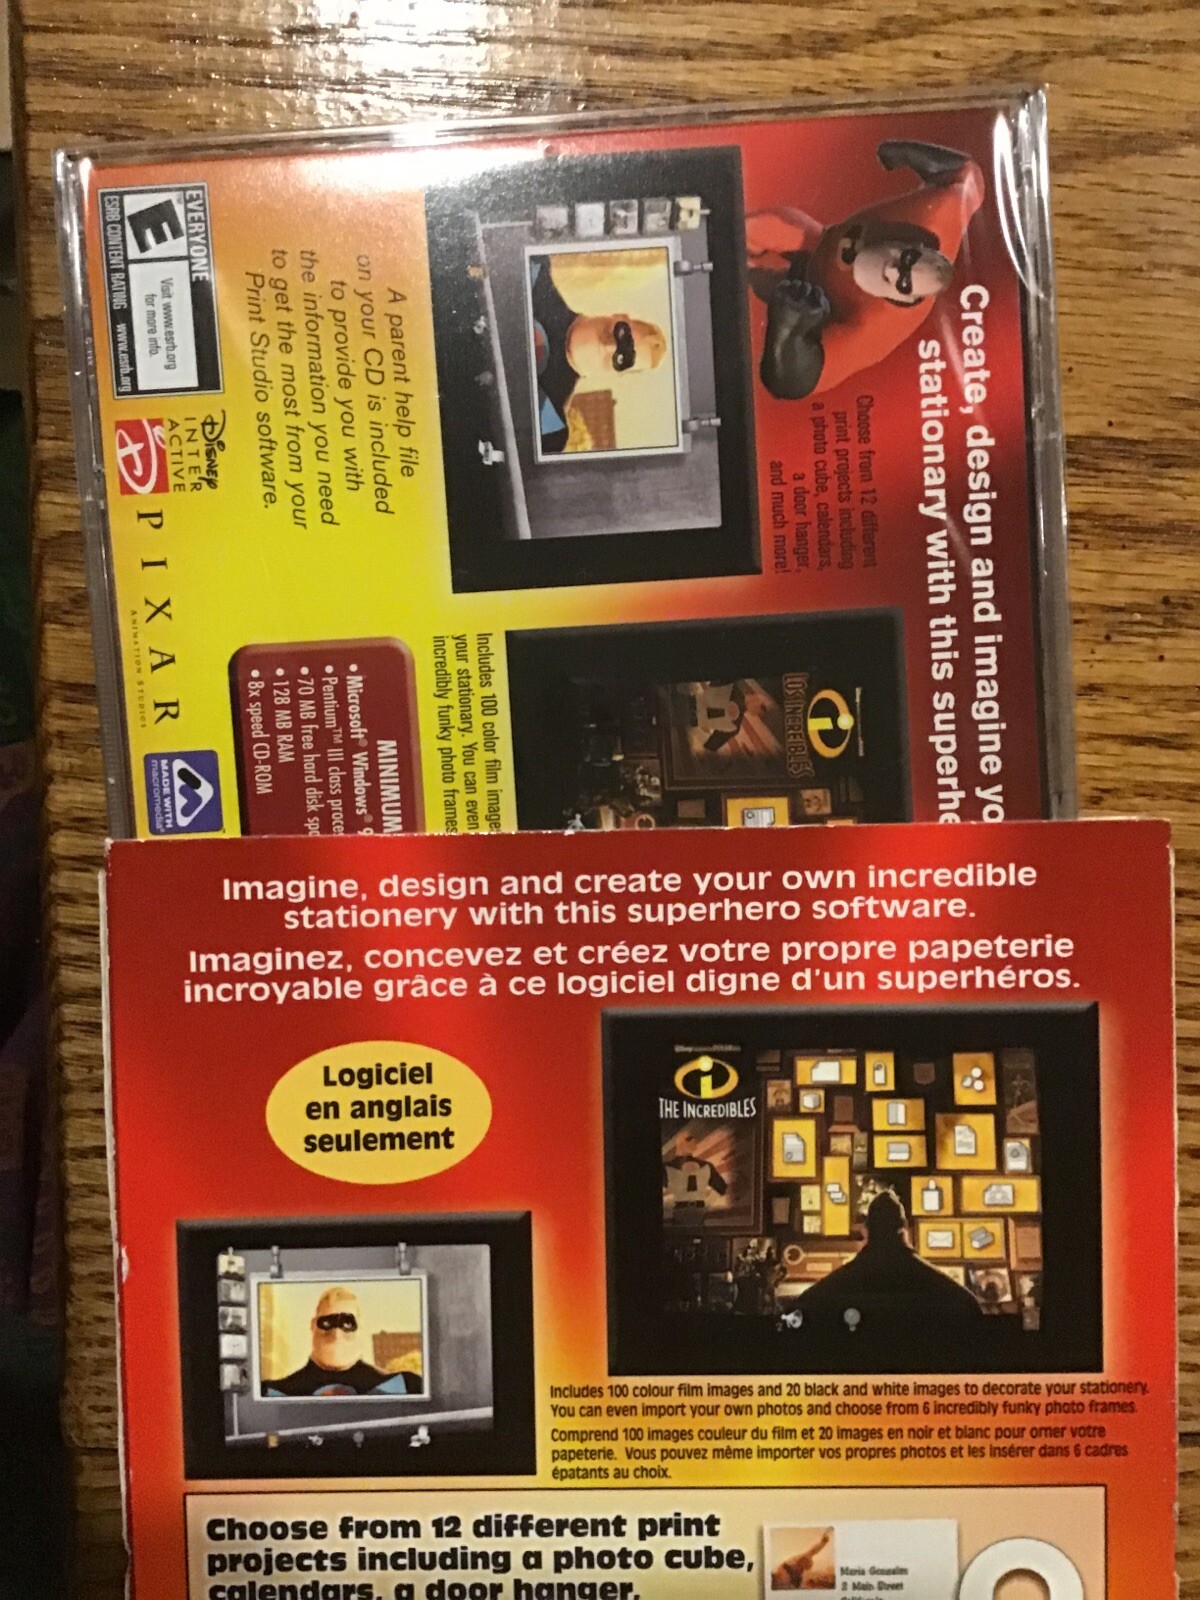 Create, design and imagine
stationary with this
Choose from 12 different
print projects including
a photo cube, calendars,
a door hanger,
and much more!
A parent help file
on your CD is included
to provide you with
the information you need
to get the most from your
Print Studio software.
EVERYONE
E
Visit www.esrb.org
for more info.
ESRB CONTENT RATING www.esrb.org
DISNEY
INTER
ACTIVE
PIXAR
ANIMATION STUDIOS
Includes 100 color film images
your stationary. You can even
incredibly funky photo frames
MINIMUM
•Microsoft® Windows® 9
•Pentium™ III class
•70 MB free hard disk
•128 MB RAM
•8x speed CD-ROM
MADE WITH
macromedia®
Imagine, design and create your own incredible
stationery with this superhero software.
Imaginez, concevez et créez votre propre papeterie
incroyable grâce à ce logiciel digne d'un superhéros.
Logiciel
en anglais
seulement
THE INCREDIBLES
Includes 100 colour film images and 20 black and white images to decorate your stationery.
You can even import your own photos and choose from 6 incredibly funky photo frames.
Comprend 100 images couleur du film et 20 images en noir et blanc pour orner votre
papeterie. Vous pouvez même importer vos propres photos et les insérer dans 6 cadres
épatants au choix.
Choose from 12 different print
projects including a photo cube,
calendars, a door hanger,
Maria Gonzales
2 Main Street